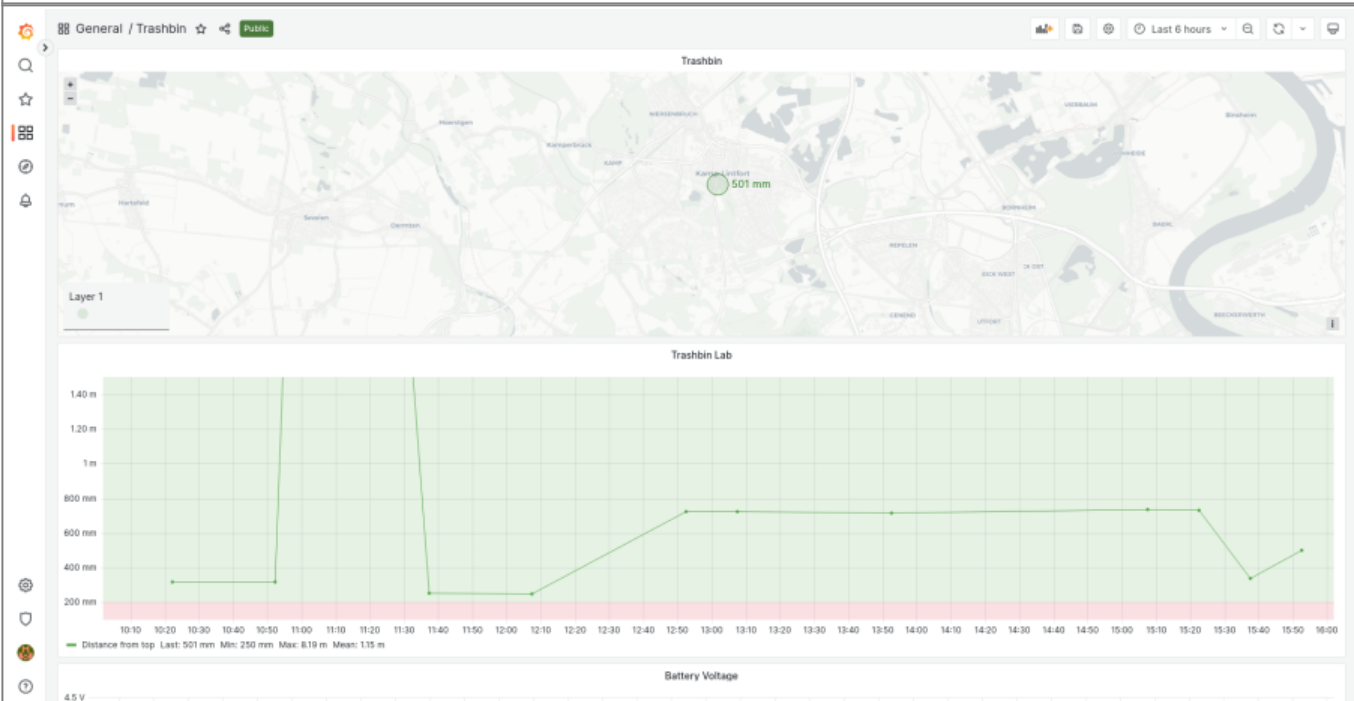 General / Trashbin Public
Last 6 hours
Trashbin
+
-
WIESENBRUCH
VIERBAUM
Binsheim
Hoerstgen
Kamperbrück
KAMP
Kamp-Lintfort
501 mm
Hartefeld
Sevelen
Oermten
BORNHEIM
BAERL
REPELEN
BICK WEST
GENEND
UTFORT
BEECKERWERTH
Layer 1
i
Trashbin Lab
1.40 m
1.20 m
1 m
800 mm
600 mm
400 mm
200 mm
10:10 10:20 10:30 10:40 10:50 11:00 11:10 11:20 11:30 11:40 11:50 12:00 12:10 12:20 12:30 12:40 12:50 13:00 13:10 13:20 13:30 13:40 13:50 14:00 14:10 14:20 14:30 14:40 14:50 15:00 15:10 15:20 15:30 15:40 15:50 16:00
Distance from top Last: 501 mm Min: 250 mm Max: 8.19 m Mean: 1.15 m
Battery Voltage
4.5 V